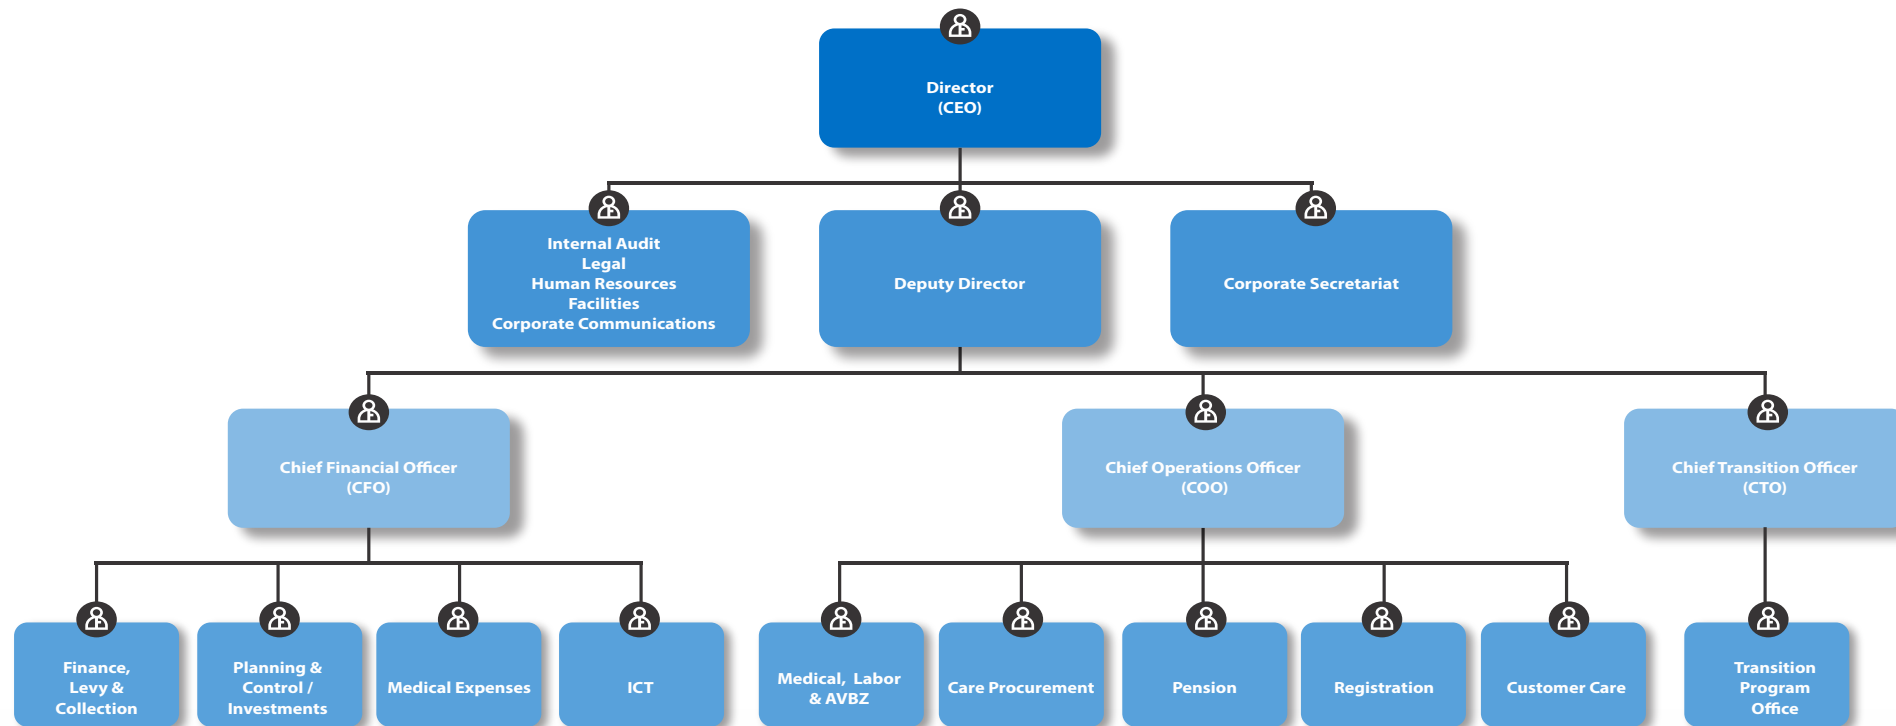 Director
(CEO)
Internal Audit
Legal
Human Resources
Facilities
Corporate Communications
Deputy Director
Corporate Secretariat
Chief Financial Officer
(CFO)
Chief Operations Officer
(COO)
Chief Transition Officer
(CTO)
Finance,
Levy &
Collection
Planning &
Control /
Investments
Medical Expenses
ICT
Medical, Labor
& AVBZ
Care Procurement
Pension
Registration
Customer Care
Transition
Program
Office